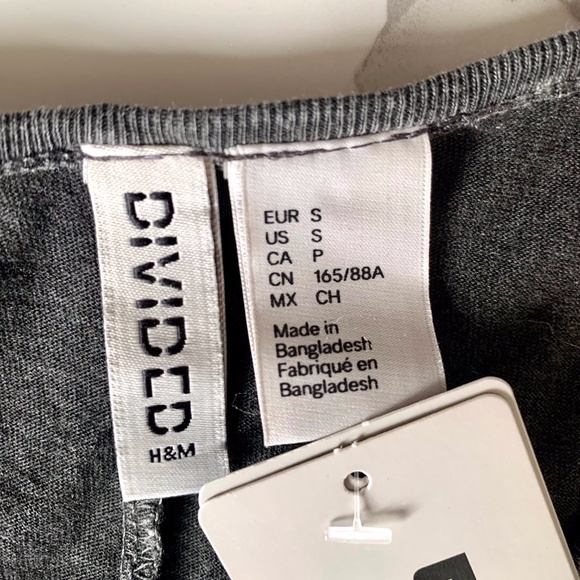 DIVIDED
H&M
EUR S
US S
CA P
CN 165/88A
MX CH
Made in
Bangladesh
Fabriqué en
Bangladesh